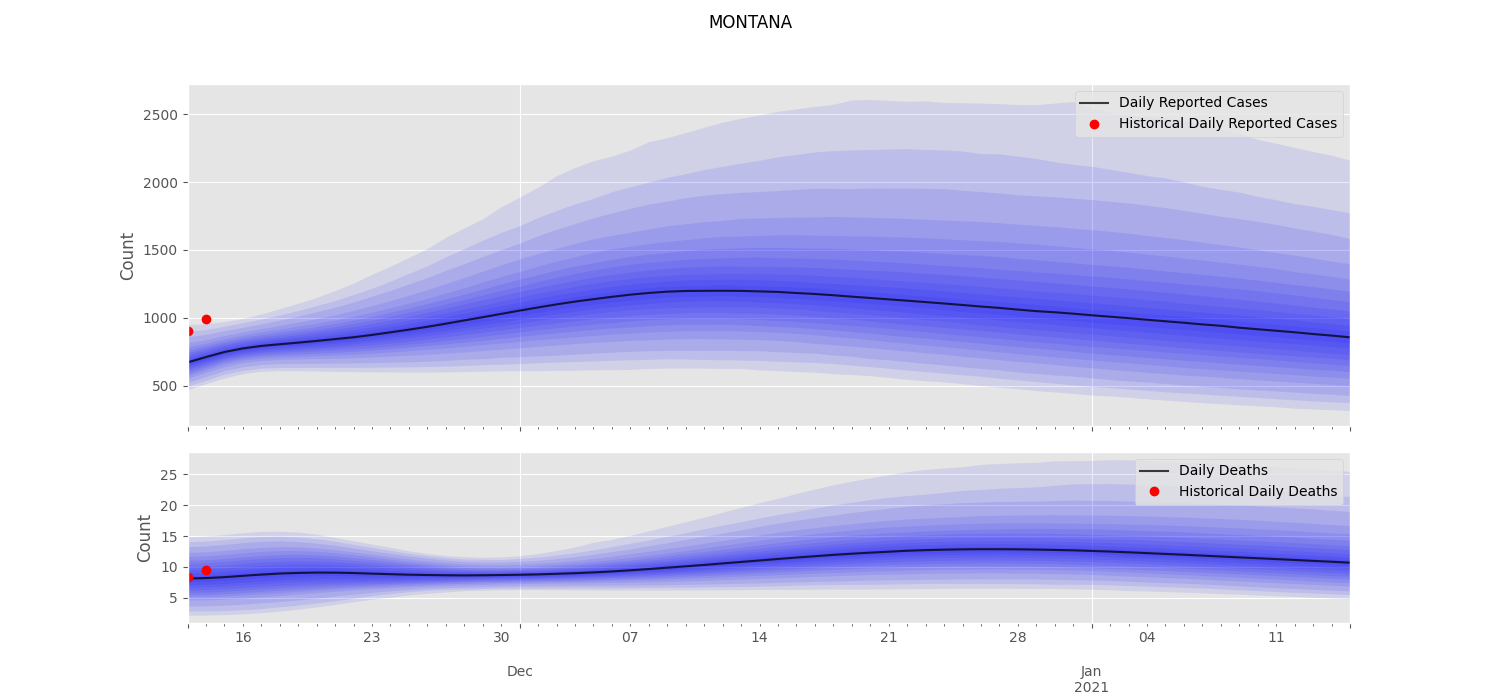 MONTANA
Daily Reported Cases
Historical Daily Reported Cases
Count
2500
2000
1500
1000
500
Daily Deaths
Historical Daily Deaths
Count
25
20
15
10
5
16 23 30 07 14 21 28 04 11
Dec Jan
2021